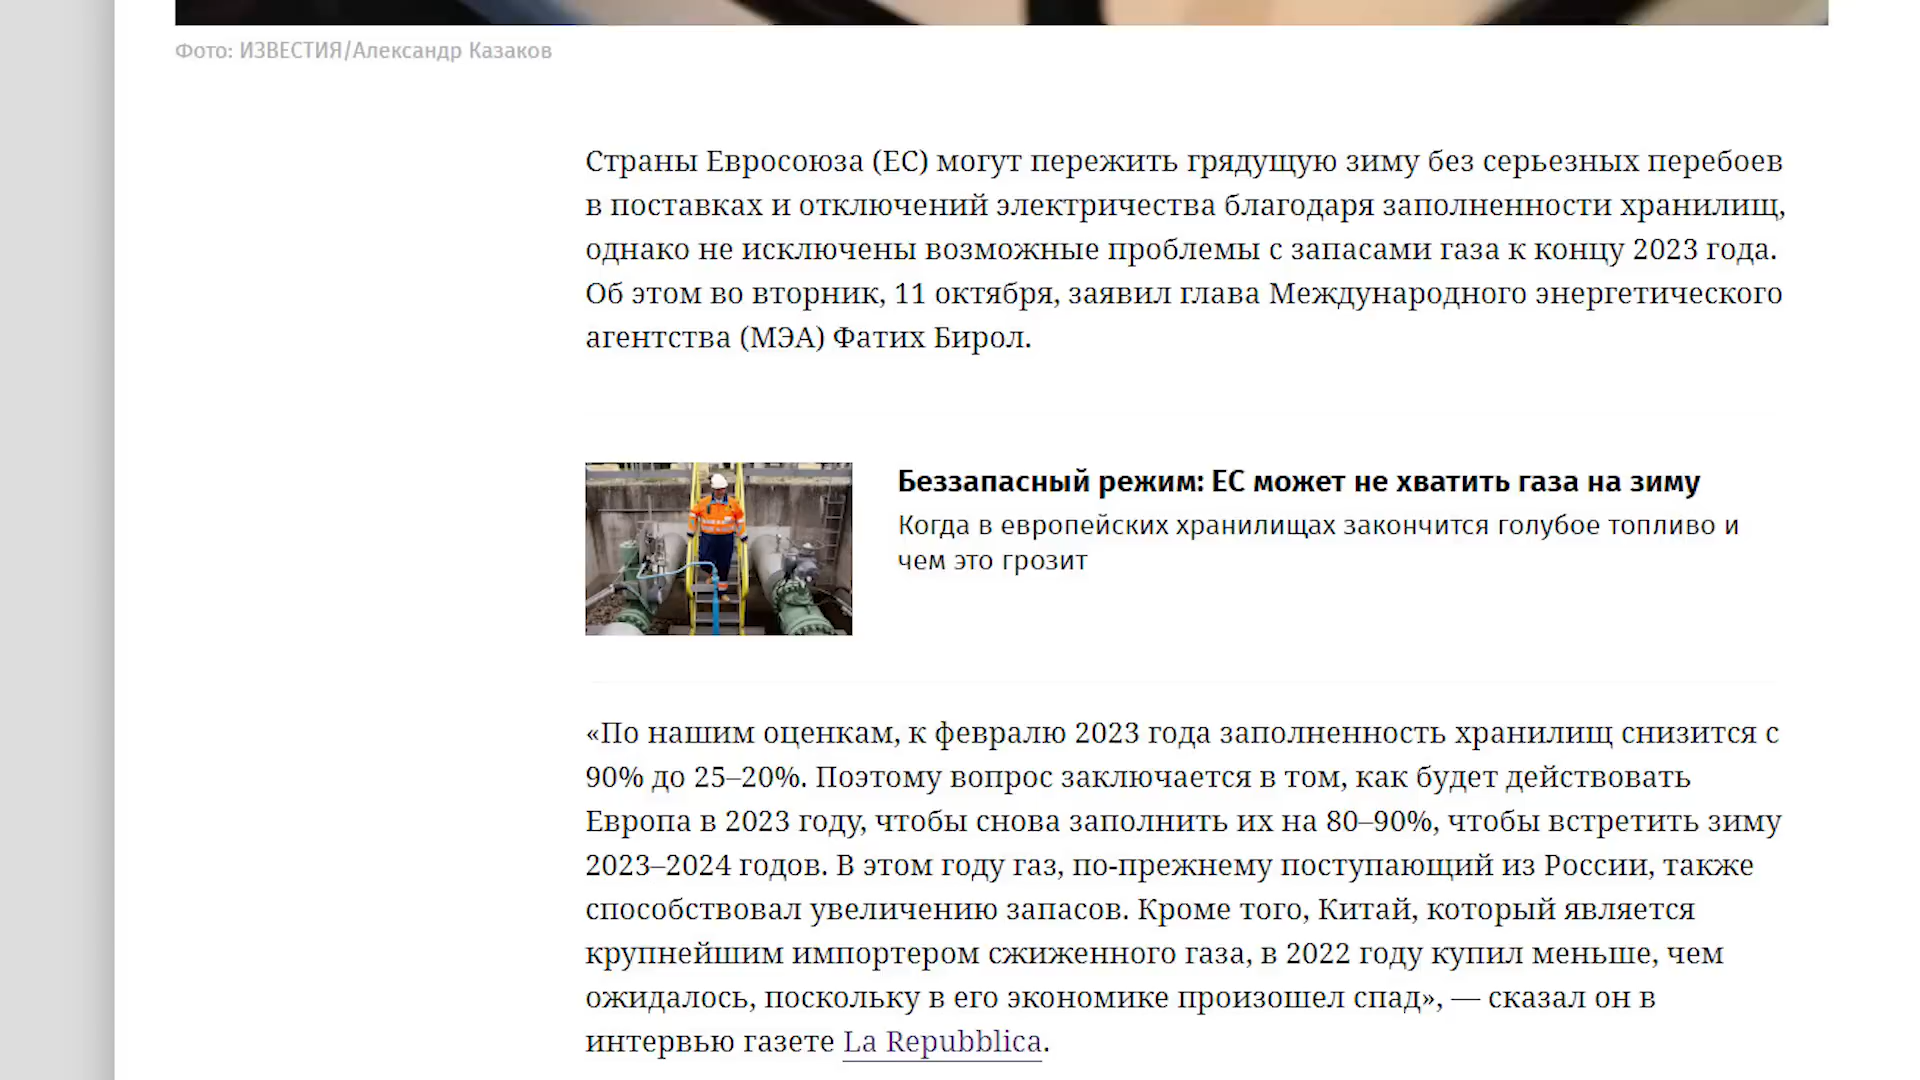 Фото: ИЗВЕСТИЯ/Александр Казаков
Страны Евросоюза (ЕС) могут пережить грядущую зиму без серьезных перебоев
в поставках и отключений электричества благодаря заполненности хранилищ,
однако не исключены возможные проблемы с запасами газа к концу 2023 года.
Об этом во вторник, 11 октября, заявил глава Международного энергетического
агентства (МЭА) Фатих Бирол.
Беззапасный режим: ЕС может не хватить газа на зиму
Когда в европейских хранилищах закончится голубое топливо и
чем это грозит
«По нашим оценкам, к февралю 2023 года заполненность хранилищ снизится с
90% до 25–20%. Поэтому вопрос заключается в том, как будет действовать
Европа в 2023 году, чтобы снова заполнить их на 80–90%, чтобы встретить зиму
2023–2024 годов. В этом году газ, по-прежнему поступающий из России, также
способствовал увеличению запасов. Кроме того, Китай, который является
крупнейшим импортером сжиженного газа, в 2022 году купил меньше, чем
ожидалось, поскольку в его экономике произошел спад», — сказал он в
интервью газете La Repubblica.